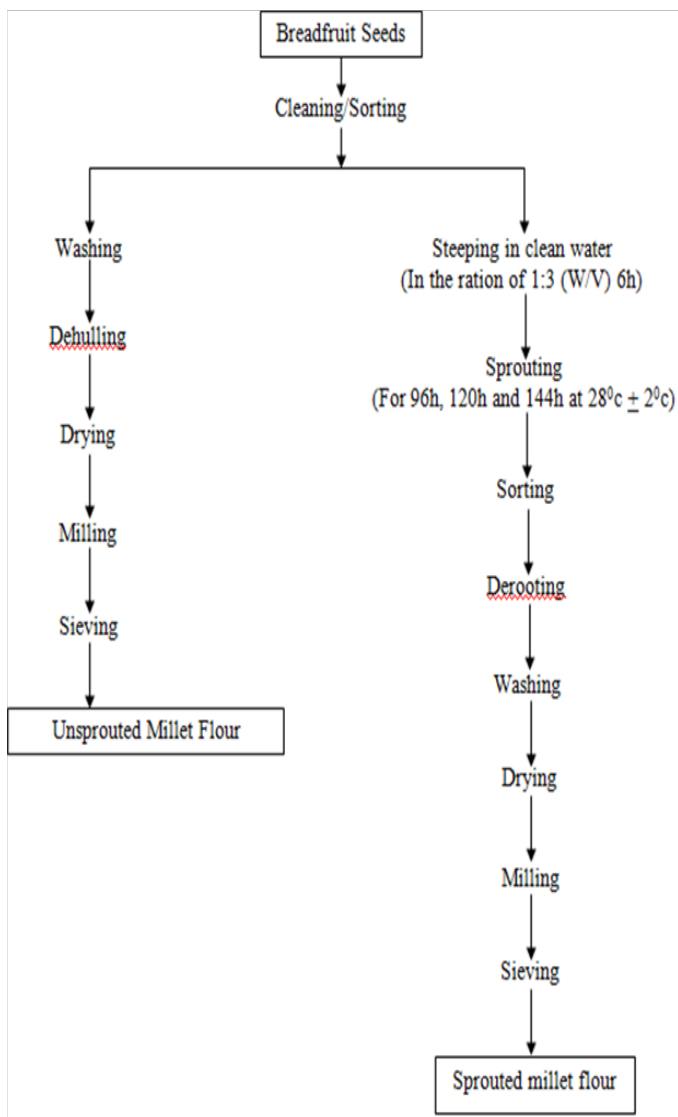 Breadfruit Seeds
Cleaning/Sorting
Washing
Dehulling
Drying
Milling
Sieving
Unsprouted Millet Flour
Steeping in clean water
(In the ration of 1:3 (W/V) 6h)
Sprouting
(For 96h, 120h and 144h at 28⁰c ± 2⁰c)
Sorting
Derooting
Washing
Drying
Milling
Sieving
Sprouted millet flour